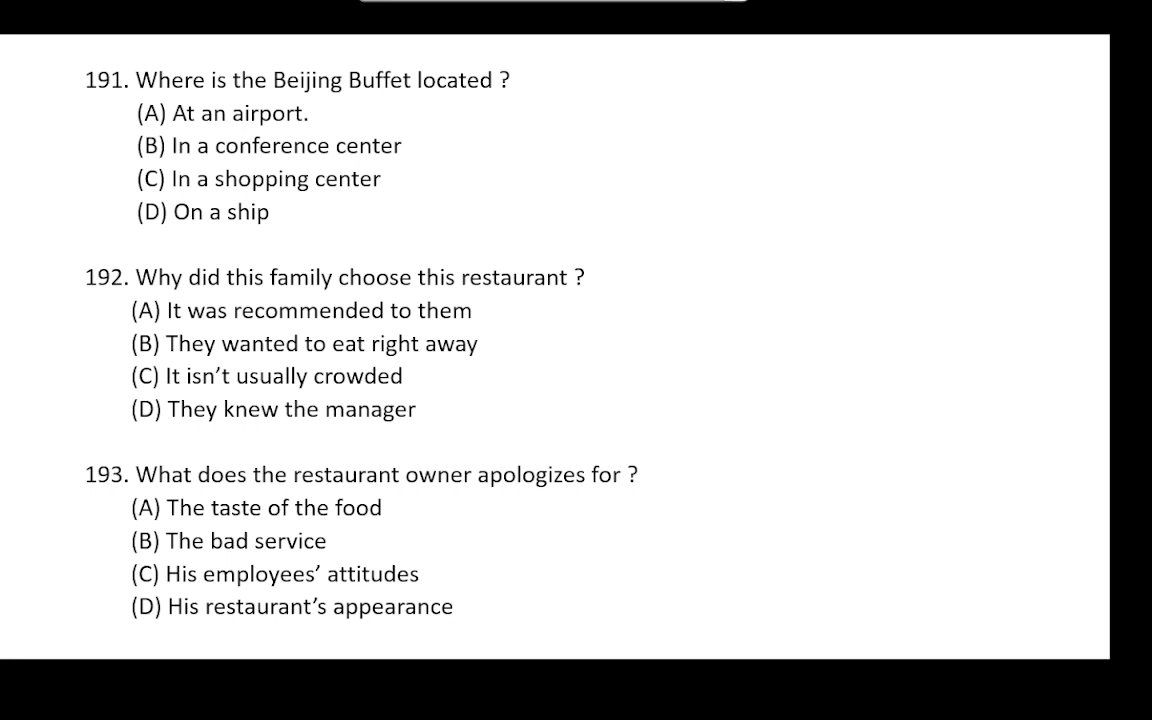 191. Where is the Beijing Buffet located ?
(A) At an airport.
(B) In a conference center
(C) In a shopping center
(D) On a ship
192. Why did this family choose this restaurant ?
(A) It was recommended to them
(B) They wanted to eat right away
(C) It isn’t usually crowded
(D) They knew the manager
193. What does the restaurant owner apologizes for ?
(A) The taste of the food
(B) The bad service
(C) His employees’ attitudes
(D) His restaurant’s appearance